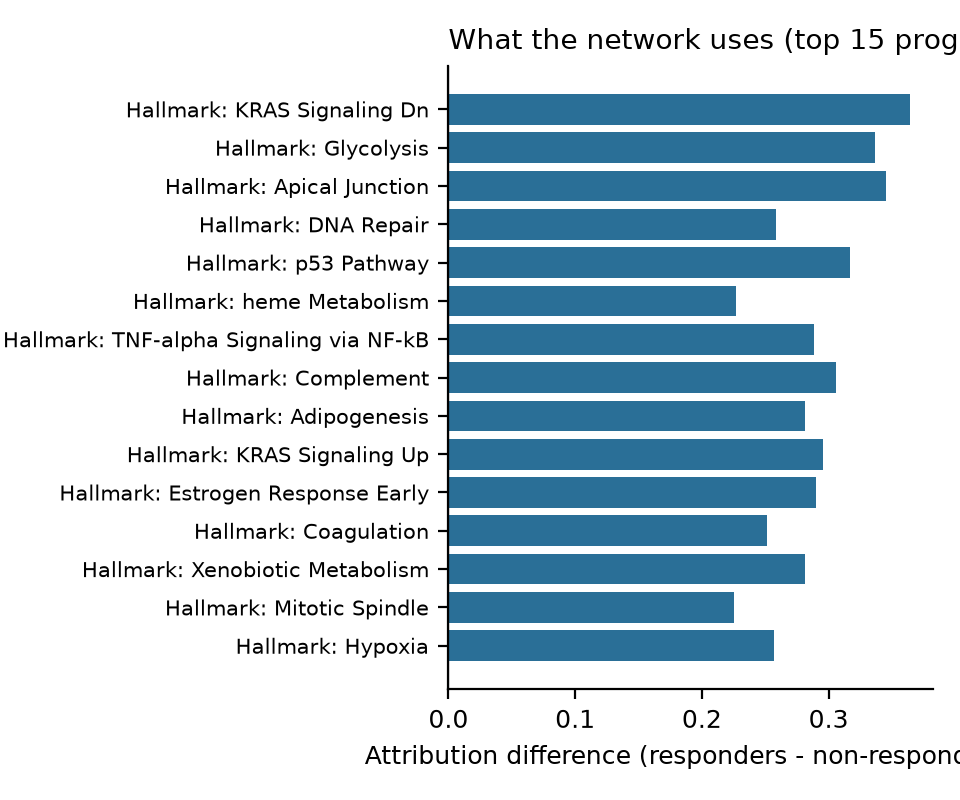 What the network uses (top 15 prog
Hallmark: KRAS Signaling Dn
Hallmark: Glycolysis
Hallmark: Apical Junction
Hallmark: DNA Repair
Hallmark: p53 Pathway
Hallmark: heme Metabolism
Hallmark: TNF-alpha Signaling via NF-kB
Hallmark: Complement
Hallmark: Adipogenesis
Hallmark: KRAS Signaling Up
Hallmark: Estrogen Response Early
Hallmark: Coagulation
Hallmark: Xenobiotic Metabolism
Hallmark: Mitotic Spindle
Hallmark: Hypoxia
0.0 0.1 0.2 0.3
Attribution difference (responders - non-respond